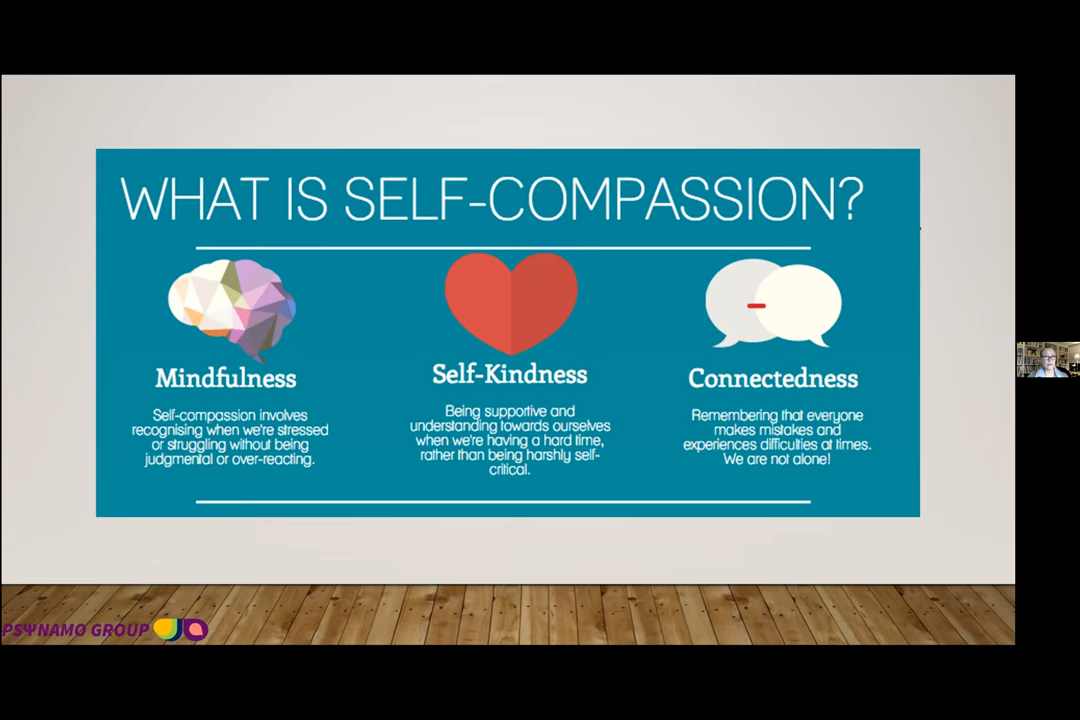 WHAT IS SELF-COMPASSION?
Mindfulness
Self-compassion involves
recognising when we're stressed
or struggling without being
judgmental or over-reacting.
Self-Kindness
Being supportive and
understanding towards ourselves
when we're having a hard time,
rather than being harshly self-
critical.
Connectedness
Remembering that everyone
makes mistakes and
experiences difficulties at times.
We are not alone!
PSΨNAMO GROUP